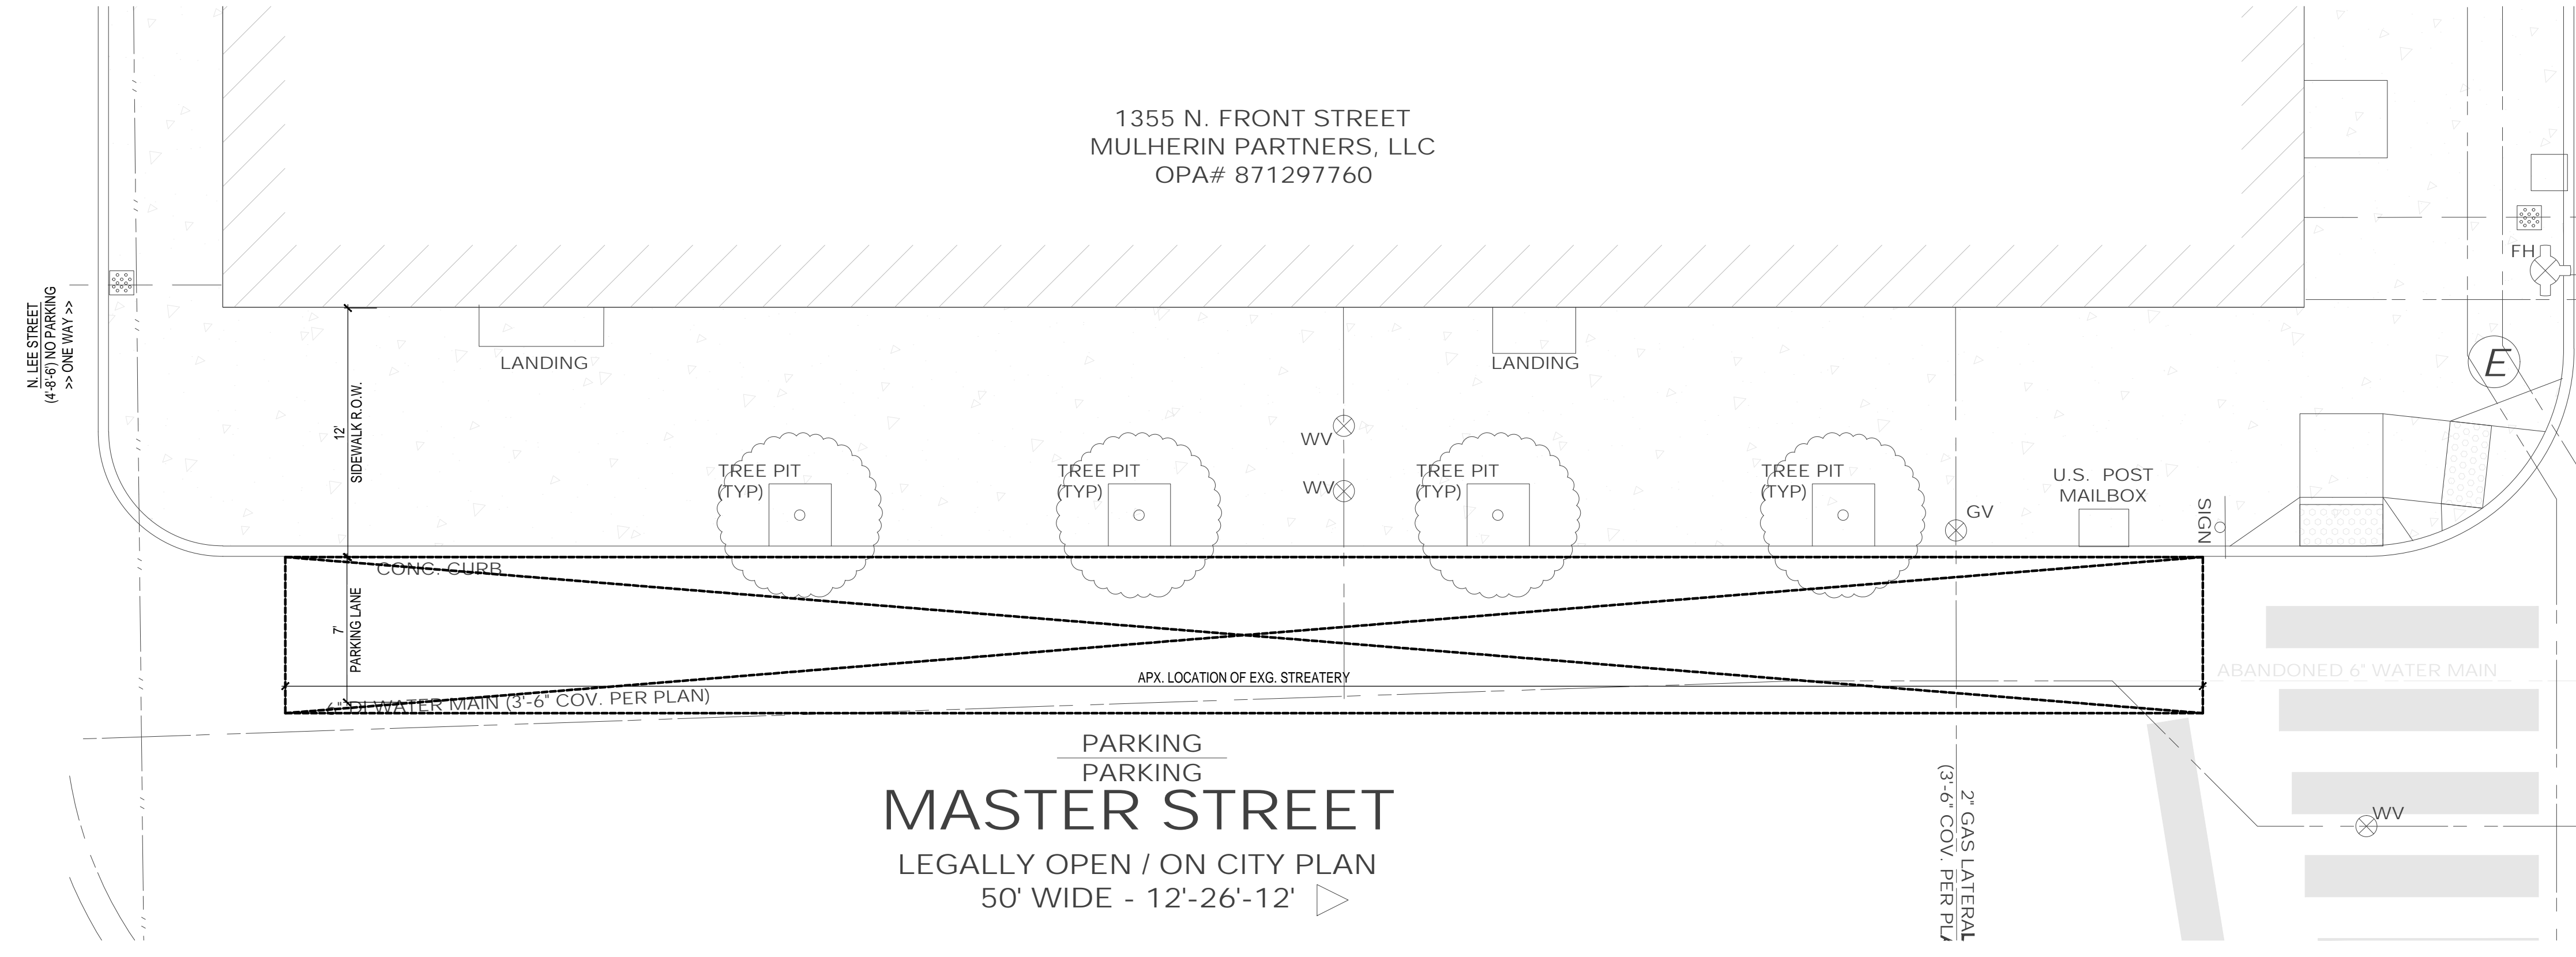 1355 N. FRONT STREET
MULHERIN PARTNERS, LLC
OPA# 871297760
FH
N. LEE STREET
(4'-8'-6') NO PARKING
>> ONE WAY >>
LANDING
LANDING
E
12'
SIDEWALK R.O.W.
WV
WV
TREE PIT
(TYP)
TREE PIT
(TYP)
TREE PIT
(TYP)
TREE PIT
(TYP)
U.S. POST
MAILBOX
GV
SIGN
CONC. CURB
7'
PARKING LANE
APX. LOCATION OF EXG. STREATERY
ABANDONED 6" WATER MAIN
6" DI WATER MAIN (3'-6" COV. PER PLAN)
PARKING
PARKING
MASTER STREET
LEGALLY OPEN / ON CITY PLAN
50' WIDE - 12'-26'-12'
2" GAS LATERAL
(3'-6" COV. PER PLA
WV